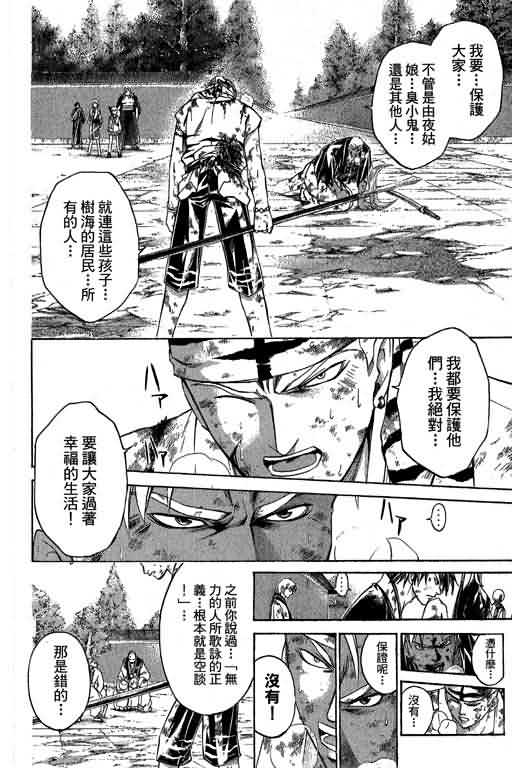 我要…保護
大家…
不管是由夜姑
娘…臭小鬼…
還是其他人…
就連這些孩子…
樹海的居民…所
有的人…
我都要保護他
們…我絕對…
要讓大家過著
幸福的生活！
……
憑什麼…
保證呢…
沒有…
沒有！
之前你說過…「無
力的人所歌詠的正
義…根本就是空談
！」…
那是錯的…